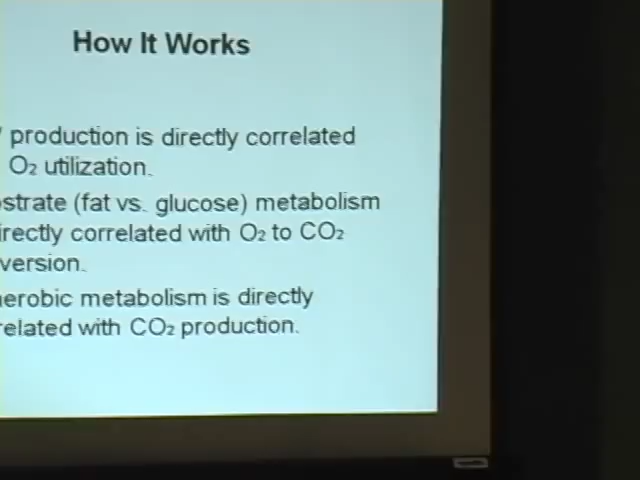 How It Works
production is directly correlated
O₂ utilization.
strate (fat vs. glucose) metabolism
irectly correlated with O₂ to CO₂
version.
aerobic metabolism is directly
related with CO₂ production.